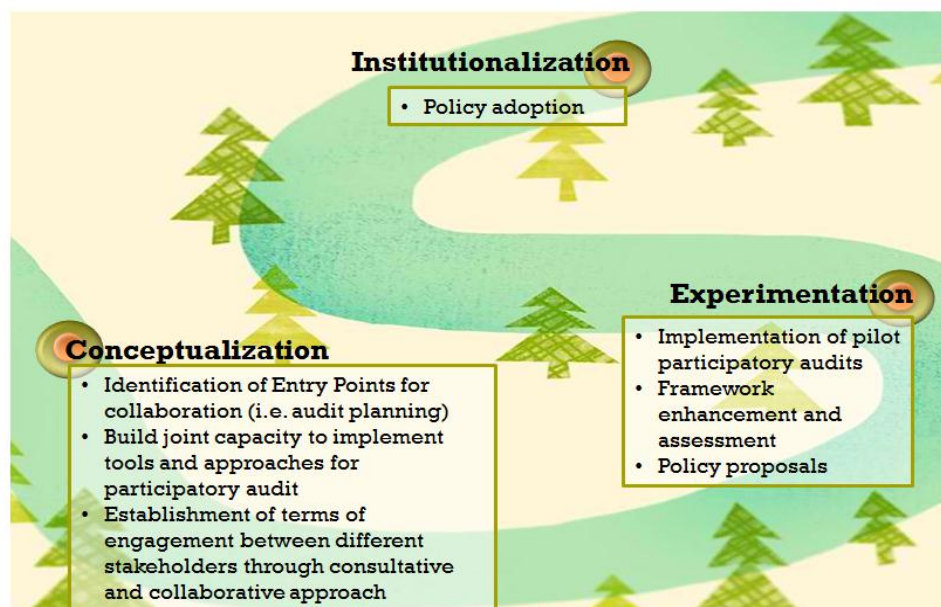 Institutionalization
• Policy adoption
Experimentation
• Implementation of pilot
participatory audits
• Framework
enhancement and
assessment
• Policy proposals
Conceptualization
• Identification of Entry Points for
collaboration (i.e. audit planning)
• Build joint capacity to implement
tools and approaches for
participatory audit
• Establishment of terms of
engagement between different
stakeholders through consultative
and collaborative approach